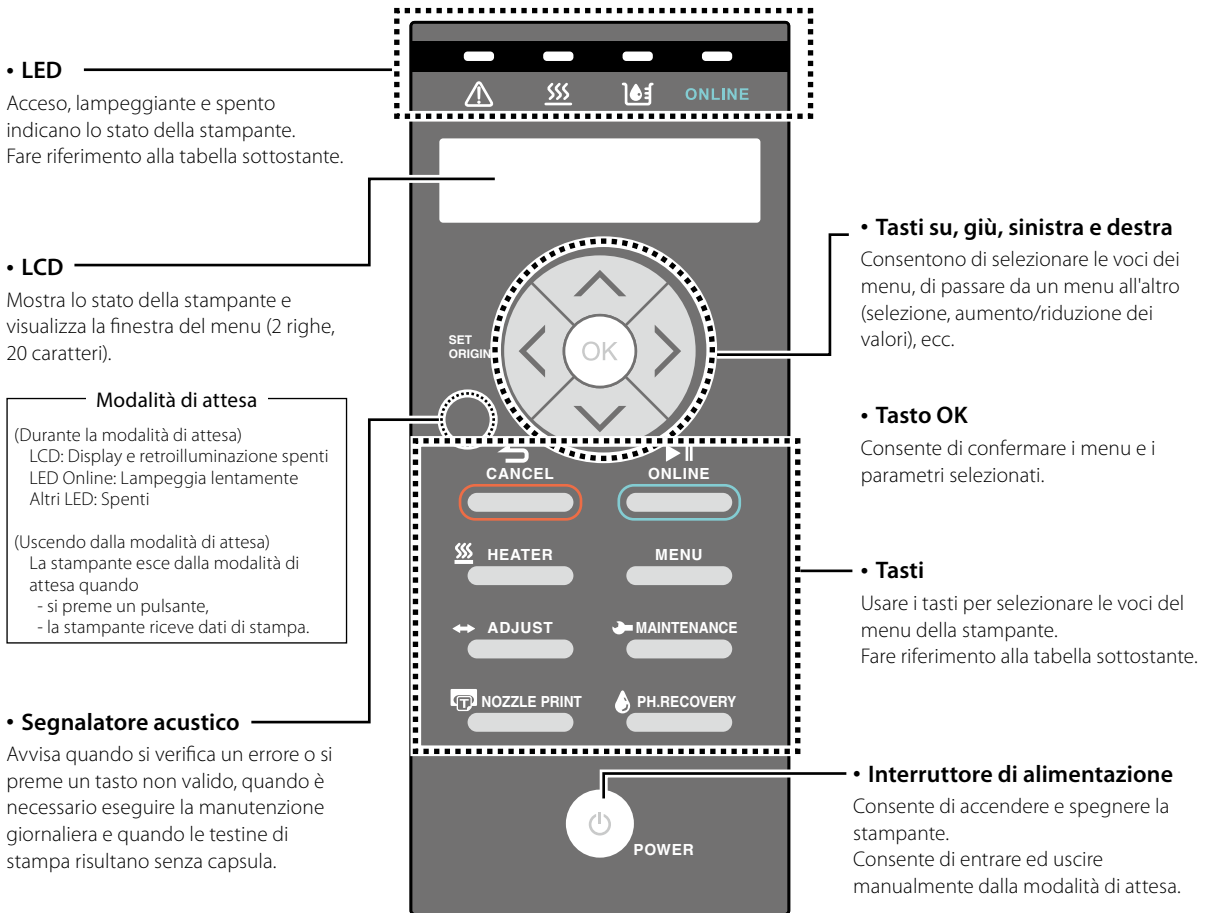 • LED
Acceso, lampeggiante e spento
indicano lo stato della stampante.
Fare riferimento alla tabella sottostante.
• LCD
Mostra lo stato della stampante e
visualizza la finestra del menu (2 righe,
20 caratteri).
Modalità di attesa
(Durante la modalità di attesa)
LCD: Display e retroilluminazione spenti
LED Online: Lampeggia lentamente
Altri LED: Spenti
(Uscendo dalla modalità di attesa)
La stampante esce dalla modalità di
attesa quando
- si preme un pulsante,
- la stampante riceve dati di stampa.
• Segnalatore acustico
Avvisa quando si verifica un errore o si
preme un tasto non valido, quando è
necessario eseguire la manutenzione
giornaliera e quando le testine di
stampa risultano senza capsula.
ONLINE
SET
ORIGIN
OK
CANCEL
ONLINE
HEATER
MENU
ADJUST
MAINTENANCE
NOZZLE PRINT
PH.RECOVERY
POWER
• Tasti su, giù, sinistra e destra
Consentono di selezionare le voci dei
menu, di passare da un menu all'altro
(selezione, aumento/riduzione dei
valori), ecc.
• Tasto OK
Consente di confermare i menu e i
parametri selezionati.
• Tasti
Usare i tasti per selezionare le voci del
menu della stampante.
Fare riferimento alla tabella sottostante.
• Interruttore di alimentazione
Consente di accendere e spegnere la
stampante.
Consente di entrare ed uscire
manualmente dalla modalità di attesa.